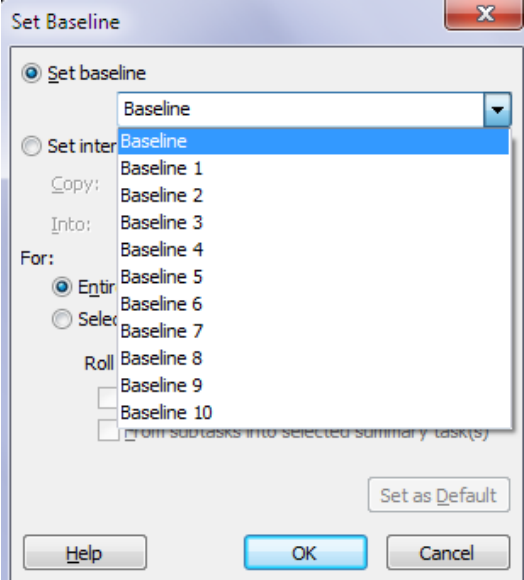 Set Baseline
Set baseline
Baseline
Set inter
Baseline
Baseline 1
Copy:
Baseline 2
Into:
Baseline 3
Baseline 4
For:
Baseline 5
Entir
Baseline 6
Selec
Baseline 7
Roll
Baseline 8
Baseline 9
Baseline 10
From subtasks into selected summary task(s)
Set as Default
Help
OK
Cancel